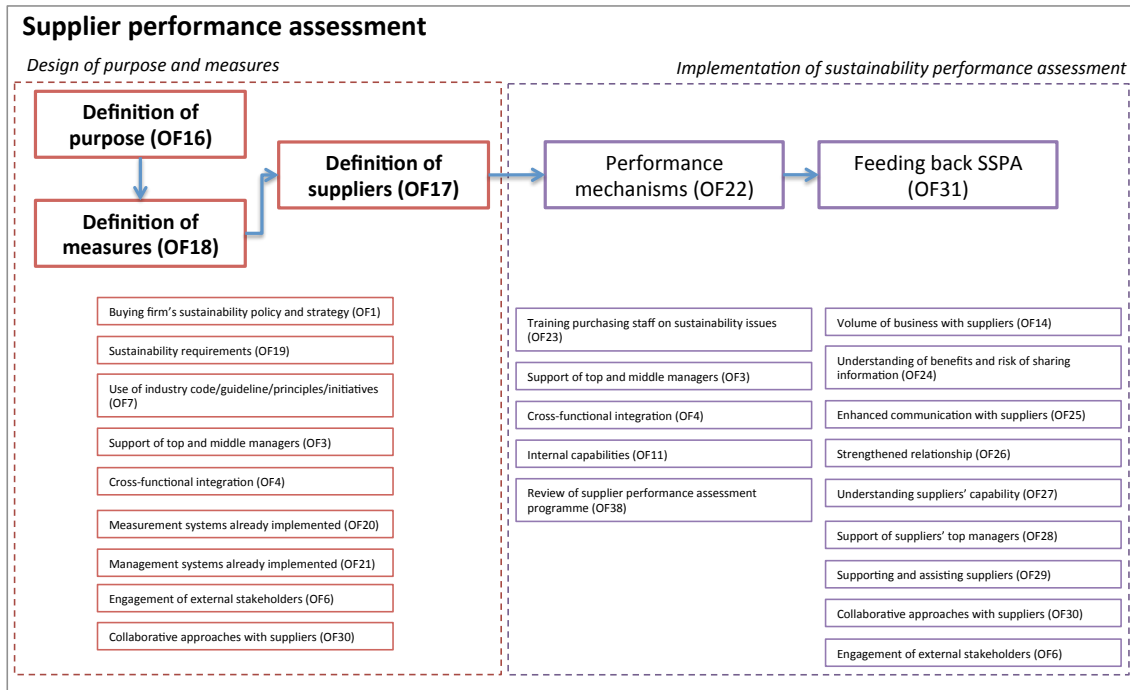 Supplier performance assessment
Design of purpose and measures
Implementation of sustainability performance assessment
Definition of
purpose (OF16)
Definition of
measures (OF18)
Definition of
suppliers (OF17)
Performance
mechanisms (OF22)
Feeding back SSPA
(OF31)
Buying firm's sustainability policy and strategy (OF1)
Sustainability requirements (OF19)
Use of industry code/guideline/principles/initiatives
(OF7)
Support of top and middle managers (OF3)
Cross-functional integration (OF4)
Measurement systems already implemented (OF20)
Management systems already implemented (OF21)
Engagement of external stakeholders (OF6)
Collaborative approaches with suppliers (OF30)
Training purchasing staff on sustainability issues
(OF23)
Support of top and middle managers (OF3)
Cross-functional integration (OF4)
Internal capabilities (OF11)
Review of supplier performance assessment
programme (OF38)
Volume of business with suppliers (OF14)
Understanding of benefits and risk of sharing
information (OF24)
Enhanced communication with suppliers (OF25)
Strengthened relationship (OF26)
Understanding suppliers' capability (OF27)
Support of suppliers' top managers (OF28)
Supporting and assisting suppliers (OF29)
Collaborative approaches with suppliers (OF30)
Engagement of external stakeholders (OF6)